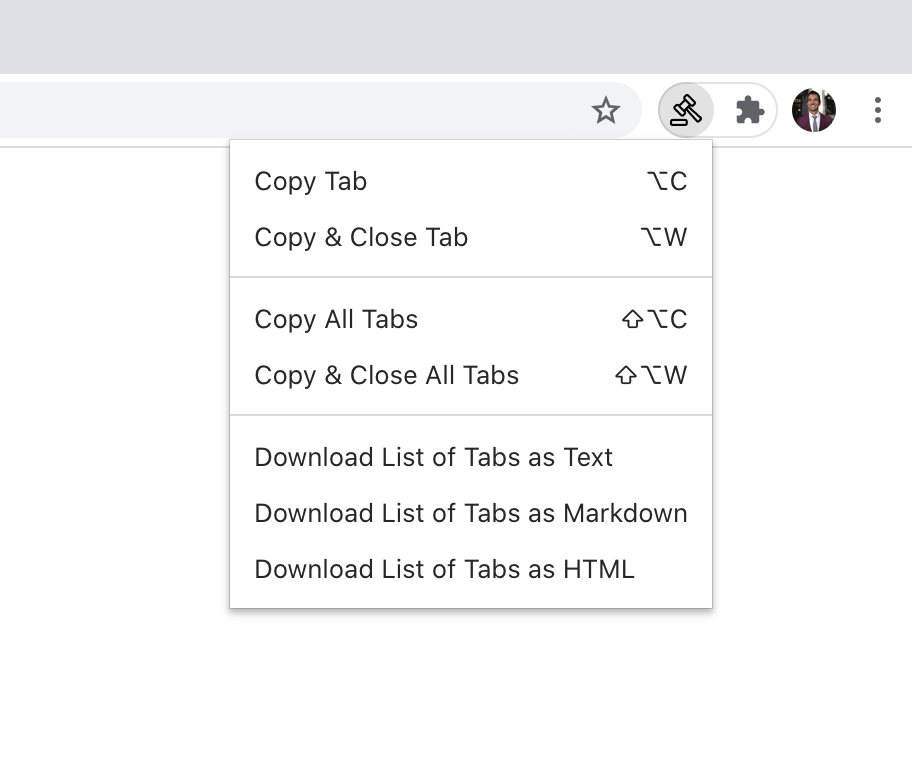 Copy Tab ⌥C
Copy & Close Tab ⌥W
Copy All Tabs ⇧⌥C
Copy & Close All Tabs ⇧⌥W
Download List of Tabs as Text
Download List of Tabs as Markdown
Download List of Tabs as HTML